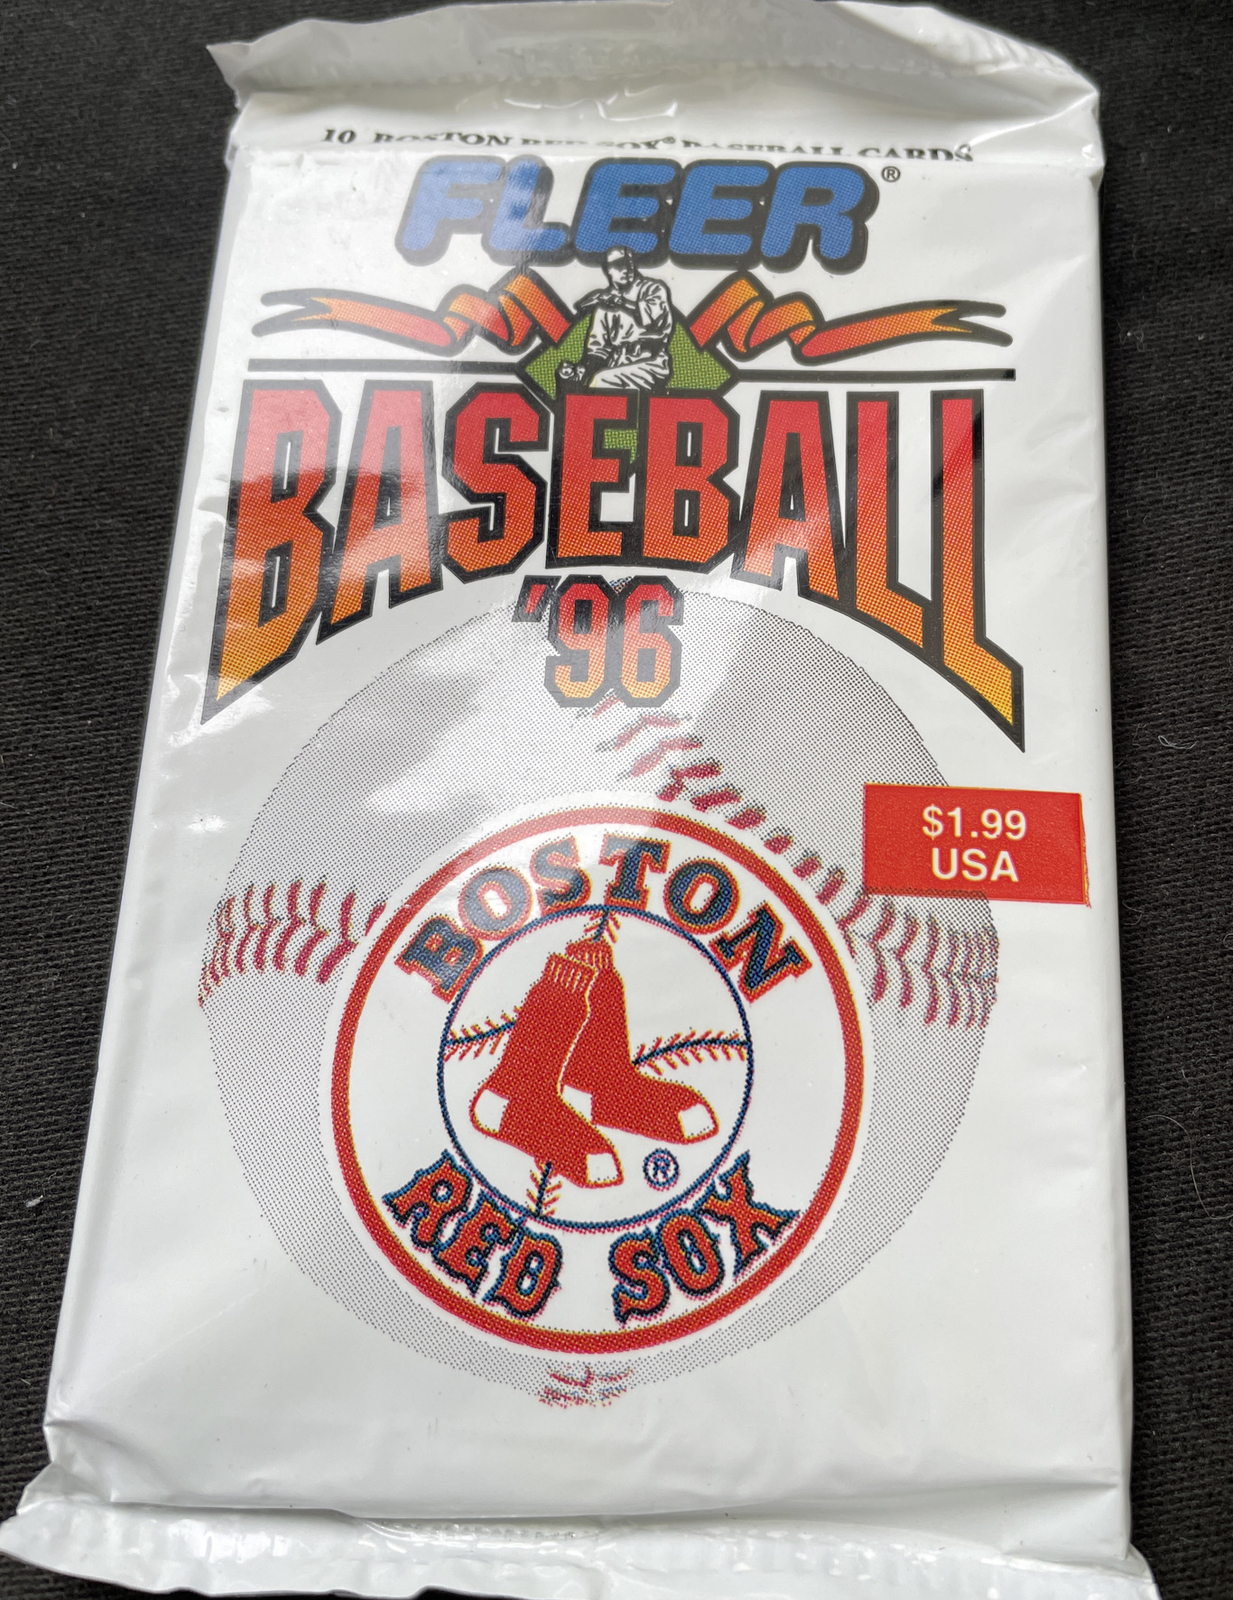 10 BOSTON RED SOX® BASEBALL CARDS
FLEER®
BASEBALL
'96
$1.99
USA
BOSTON
RED SOX
®